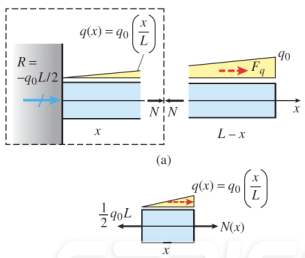 q(x) = q₀(x/L)
R =
−q₀L/2
q₀
F_q
N N
x
x
L – x
(a)
q(x) = q₀(x/L)
1/2 q₀L
N(x)
x